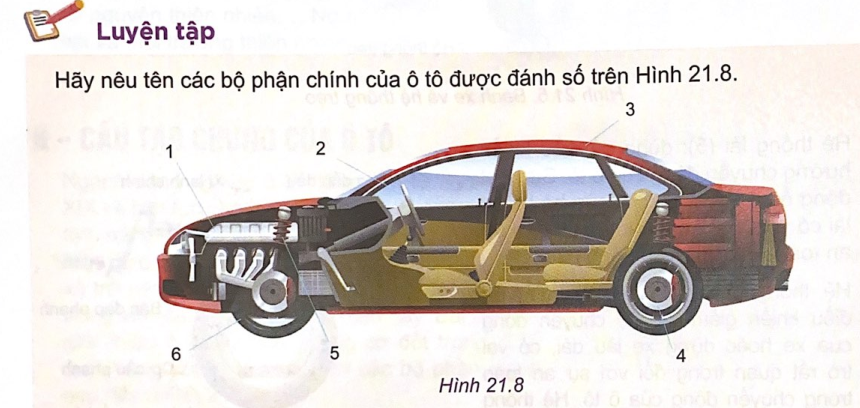 Luyện tập
Hãy nêu tên các bộ phận chính của ô tô được đánh số trên Hình 21.8.
3
1
2
6
5
4
Hình 21.8